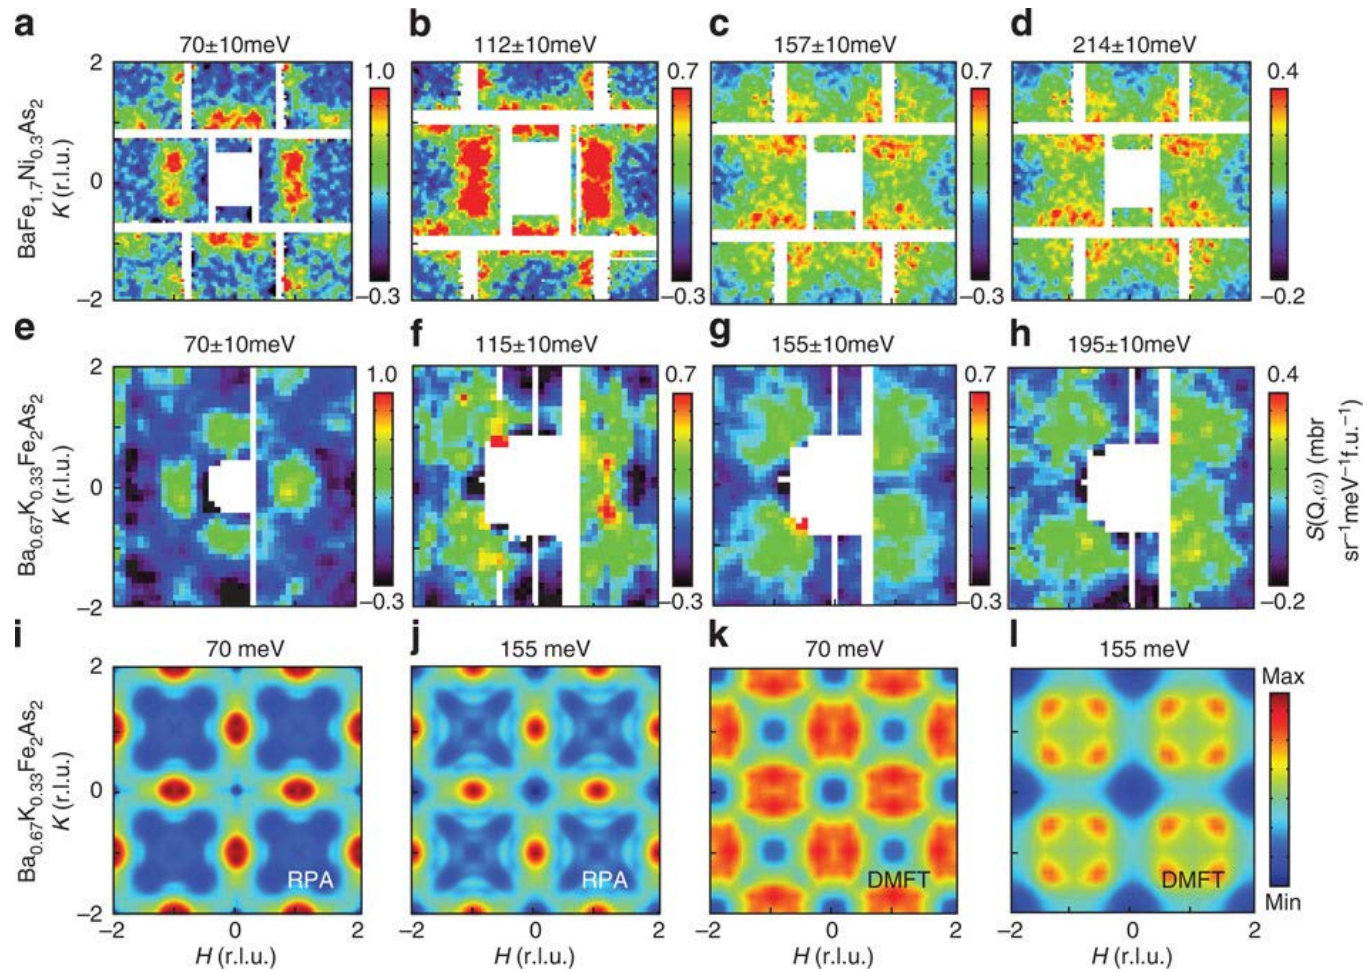 a b c d
70±10meV 112±10meV 157±10meV 214±10meV
2 1.0 0.7 0.7 0.4
BaFe₁.₇Ni₀.₃As₂
K (r.l.u.)
0
−2 −0.3 −0.3 −0.3 −0.2
e f g h
70±10meV 115±10meV 155±10meV 195±10meV
2 1.0 0.7 0.7 0.4
Ba₀.₆₇K₀.₃₃Fe₂As₂
K (r.l.u.)
0
S(Q,ω) (mbr
sr⁻¹meV⁻¹f.u.⁻¹)
−2 −0.3 −0.3 −0.3 −0.2
i j k l
70 meV 155 meV 70 meV 155 meV
2 Max
Ba₀.₆₇K₀.₃₃Fe₂As₂
K (r.l.u.)
0
RPA RPA DMFT DMFT
−2 Min
−2 0 2 −2 0 2 −2 0 2 −2 0 2
H (r.l.u.) H (r.l.u.) H (r.l.u.) H (r.l.u.)